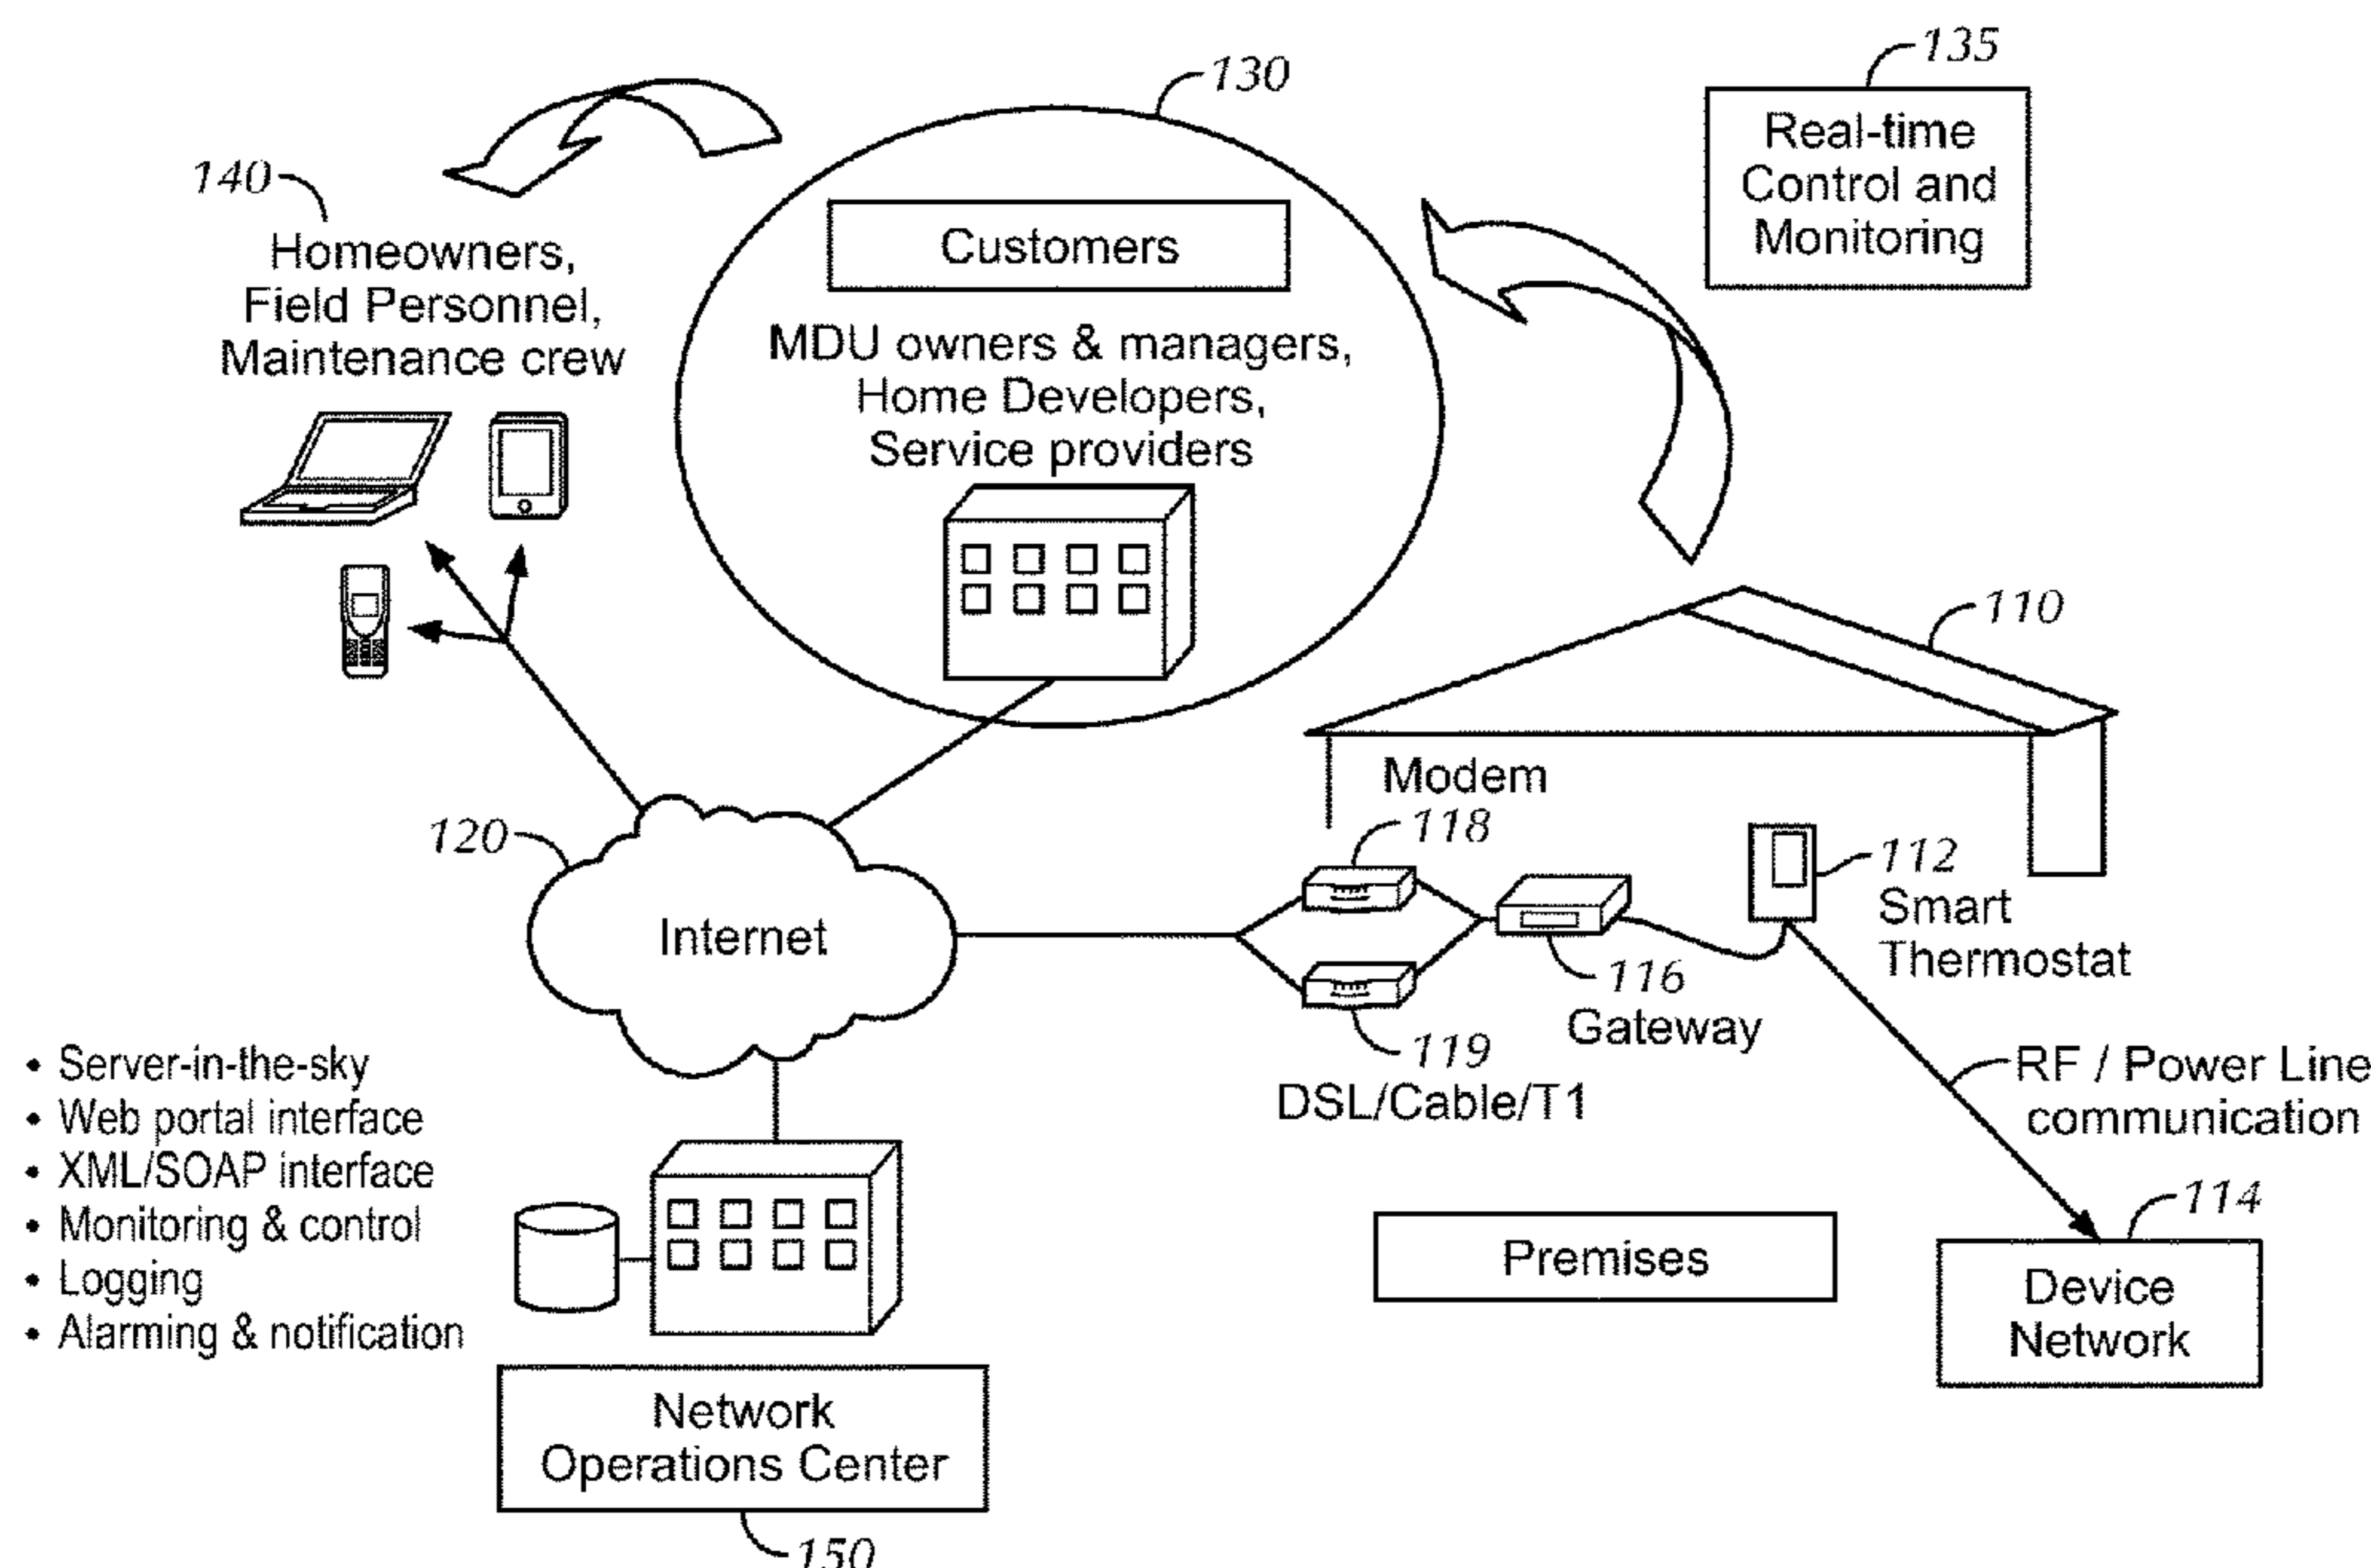 130
135
Real-time
Control and
Monitoring
140
Homeowners,
Field Personnel,
Maintenance crew
Customers
MDU owners & managers,
Home Developers,
Service providers
110
Modem
118
112
Smart
Thermostat
120
Internet
116
Gateway
119
DSL/Cable/T1
RF / Power Line
communication
• Server-in-the-sky
• Web portal interface
• XML/SOAP interface
• Monitoring & control
• Logging
• Alarming & notification
Premises
114
Device
Network
Network
Operations Center
150